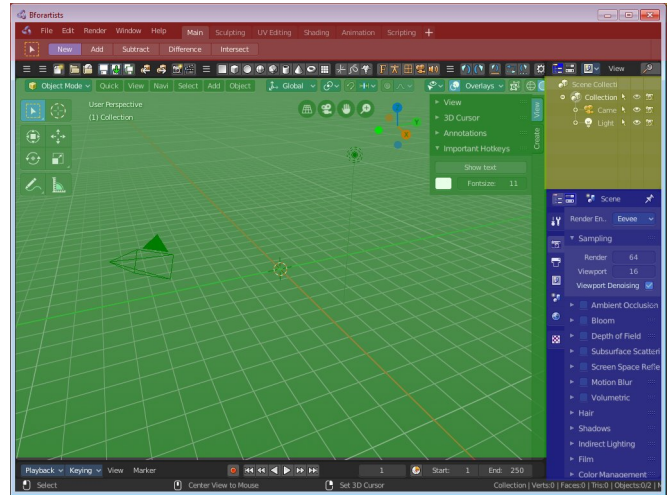 Bforartists
File Edit Render Window Help Main Sculpting UV Editing Shading Animation Scripting +
New Add Subtract Difference Intersect
View
Object Mode Quick View Navi Select Add Object Global Overlays
User Perspective
(1) Collection
View
3D Cursor
Annotations
Important Hotkeys
Show text
Fontsize: 11
View
Create
Y
X
Scene Collecti
Collection
Came
Light
Scene
Render En.. Eevee
Sampling
Render 64
Viewport 16
Viewport Denoising
Ambient Occlusion
Bloom
Depth of Field
Subsurface Scatteri
Screen Space Refle
Motion Blur
Volumetric
Hair
Shadows
Indirect Lighting
Film
Color Management
Playback Keying View Marker 1 Start: 1 End: 250
Select Center View to Mouse Set 3D Cursor Collection | Verts:0 | Faces:0 | Tris:0 | Objects:0/2 |